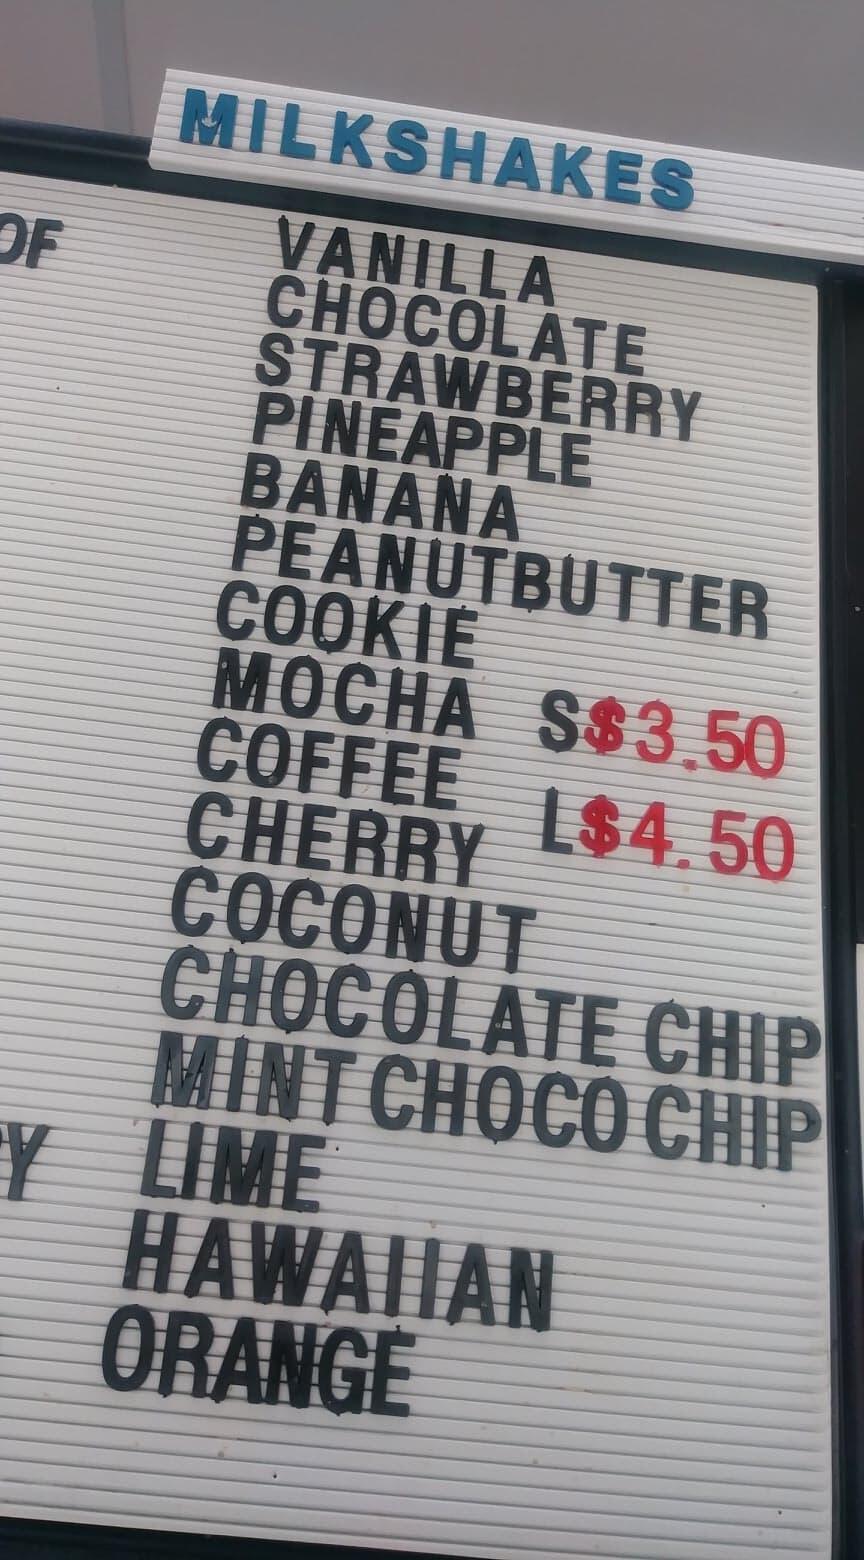 MILKSHAKES
OF
VANILLA
CHOCOLATE
STRAWBERRY
PINEAPPLE
BANANA
PEANUTBUTTER
COOKIE
MOCHA S$3.50
COFFEE
CHERRY L$4.50
COCONUT
CHOCOLATE CHIP
MINT CHOCO CHIP
LIME
HAWAIIAN
ORANGE